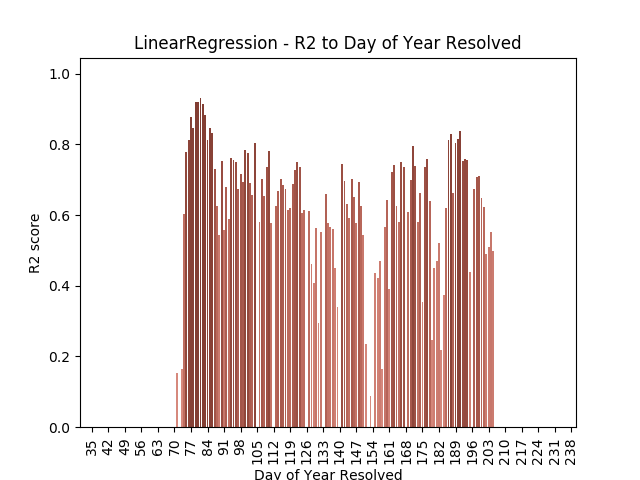 LinearRegression - R2 to Day of Year Resolved
1.0
0.8
0.6
0.4
0.2
0.0
R2 score
35 42 49 56 63 70 77 84 91 98 105 112 119 126 133 140 147 154 161 168 175 182 189 196 203 210 217 224 231 238
Day of Year Resolved